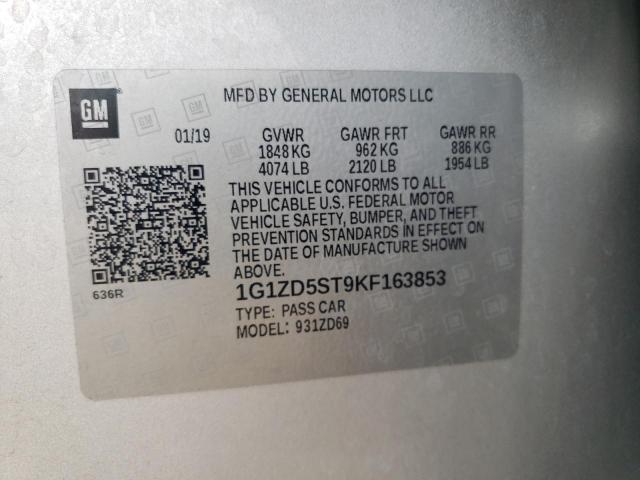 GM
MFD BY GENERAL MOTORS LLC
01/19 GVWR GAWR FRT GAWR RR
1848 KG 962 KG 886 KG
4074 LB 2120 LB 1954 LB
THIS VEHICLE CONFORMS TO ALL
APPLICABLE U.S. FEDERAL MOTOR
VEHICLE SAFETY, BUMPER, AND THEFT
PREVENTION STANDARDS IN EFFECT ON
THE DATE OF MANUFACTURE SHOWN
ABOVE.
636R
1G1ZD5ST9KF163853
TYPE: PASS CAR
MODEL: 931ZD69